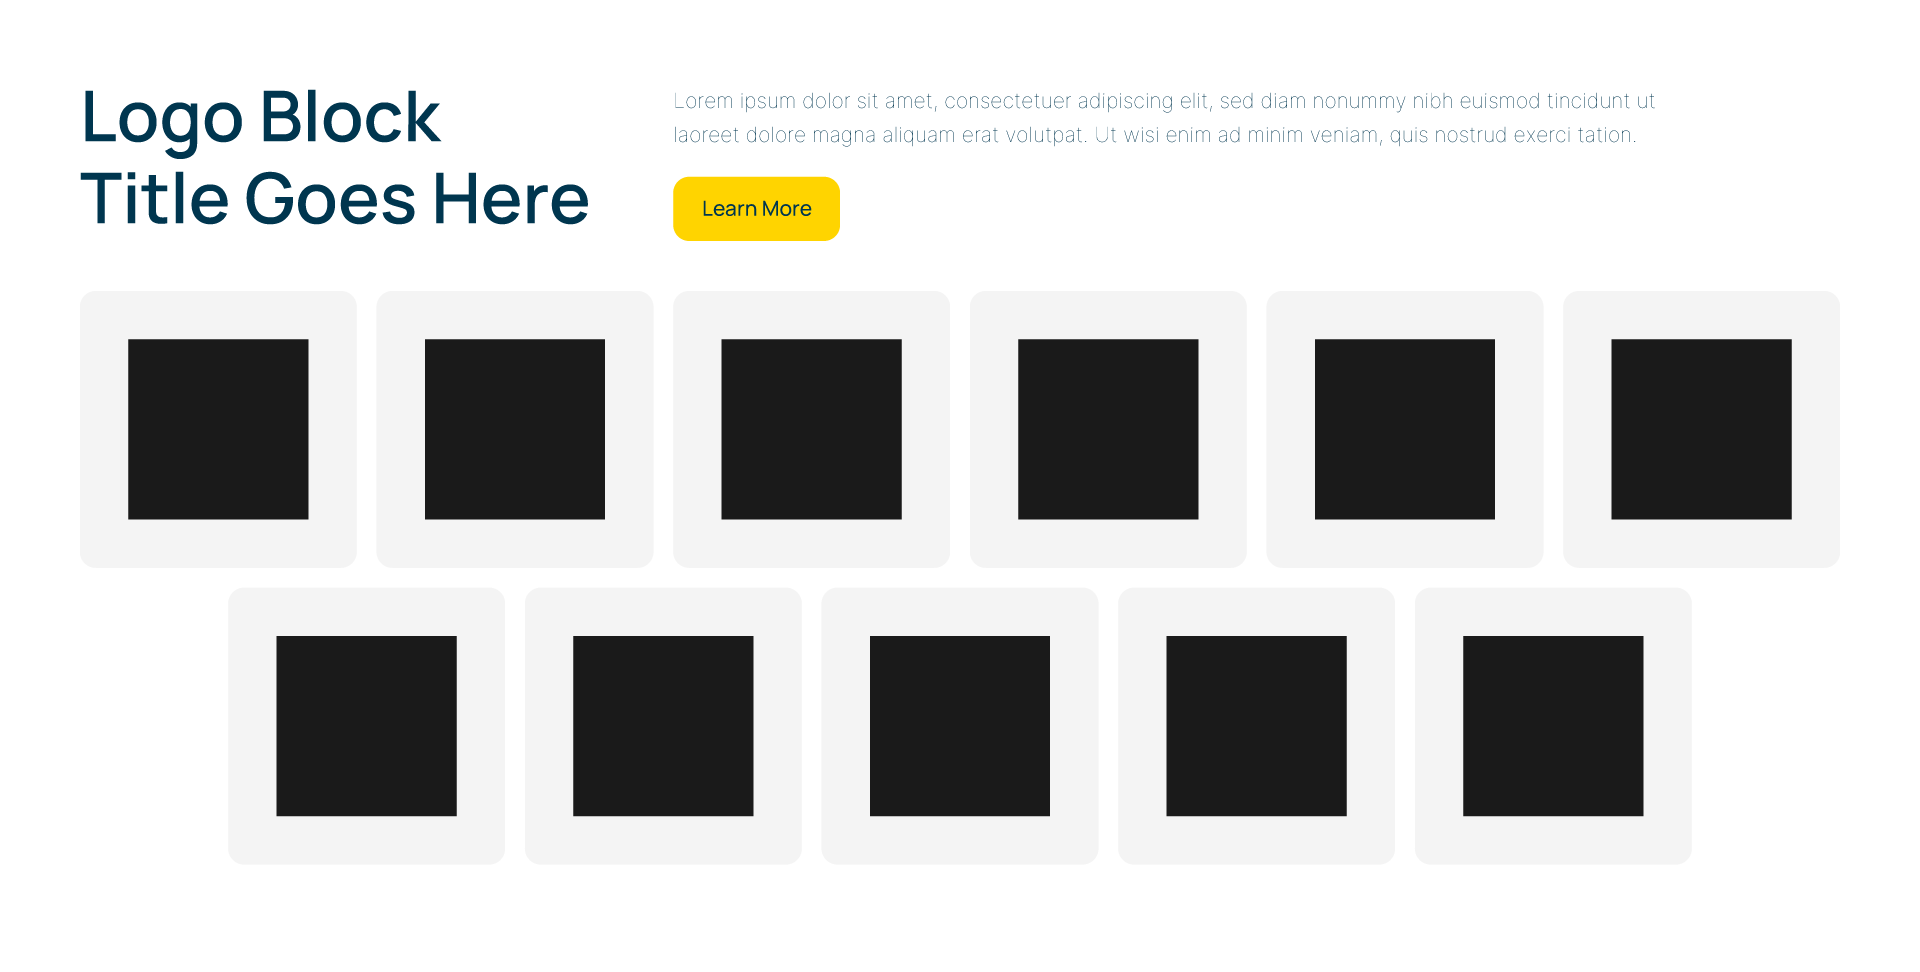 Logo Block
Title Goes Here
Lorem ipsum dolor sit amet, consectetuer adipiscing elit, sed diam nonummy nibh euismod tincidunt ut
laoreet dolore magna aliquam erat volutpat. Ut wisi enim ad minim veniam, quis nostrud exerci tation.
Learn More